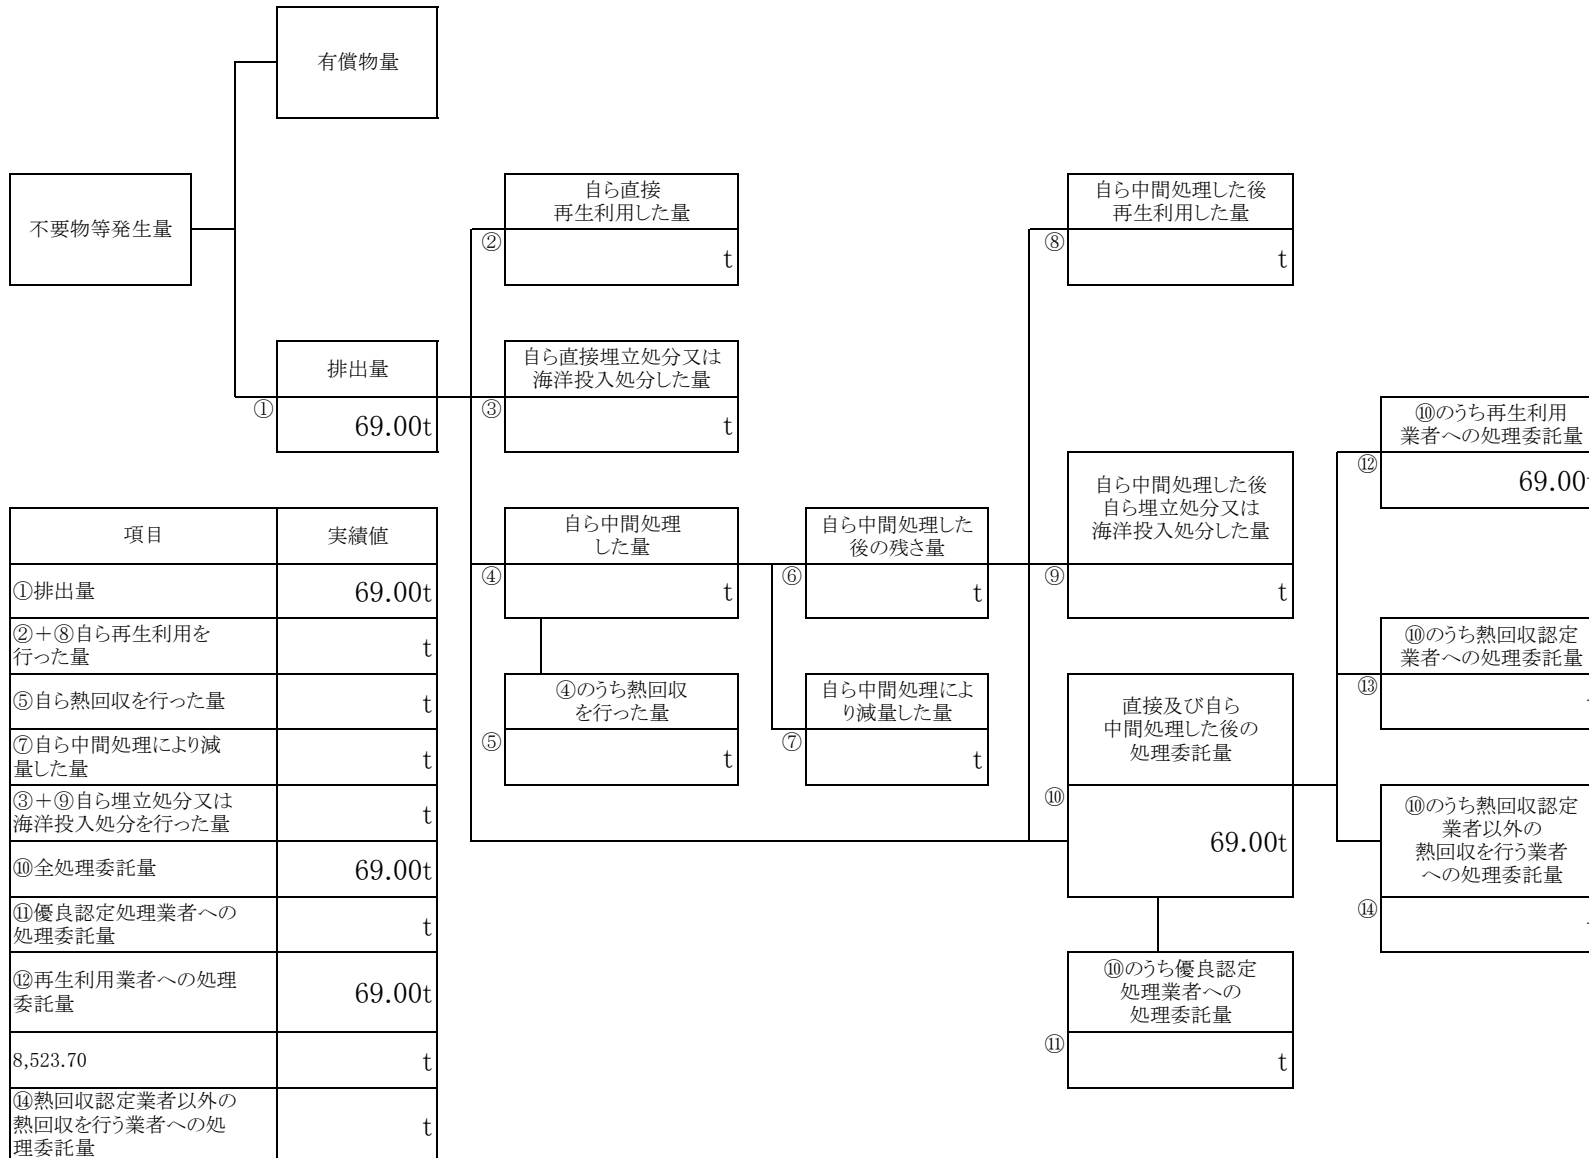 有償物量
不要物等発生量
自ら直接
再生利用した量
②
t
自ら中間処理した後
再生利用した量
⑧
t
排出量
①
69.00t
自ら直接埋立処分又は
海洋投入処分した量
③
t
⑩のうち再生利用
業者への処理委託量
⑫
69.00t
自ら中間処理
した量
④
t
自ら中間処理した
後の残さ量
⑥
t
自ら中間処理した後
自ら埋立処分又は
海洋投入処分した量
⑨
t
⑩のうち熱回収認定
業者への処理委託量
⑬
④のうち熱回収
を行った量
⑤
t
自ら中間処理によ
り減量した量
⑦
t
直接及び自ら
中間処理した後の
処理委託量
⑩
69.00t
⑩のうち熱回収認定
業者以外の
熱回収を行う業者
への処理委託量
⑭
⑩のうち優良認定
処理業者への
処理委託量
⑪
t
項目
実績値
①排出量
69.00t
②+⑧自ら再生利用を
行った量
t
⑤自ら熱回収を行った量
t
⑦自ら中間処理により減
量した量
t
③+⑨自ら埋立処分又は
海洋投入処分を行った量
t
⑩全処理委託量
69.00t
⑪優良認定処理業者への
処理委託量
t
⑫再生利用業者への処理
委託量
69.00t
8,523.70
t
⑭熱回収認定業者以外の
熱回収を行う業者への処
理委託量
t